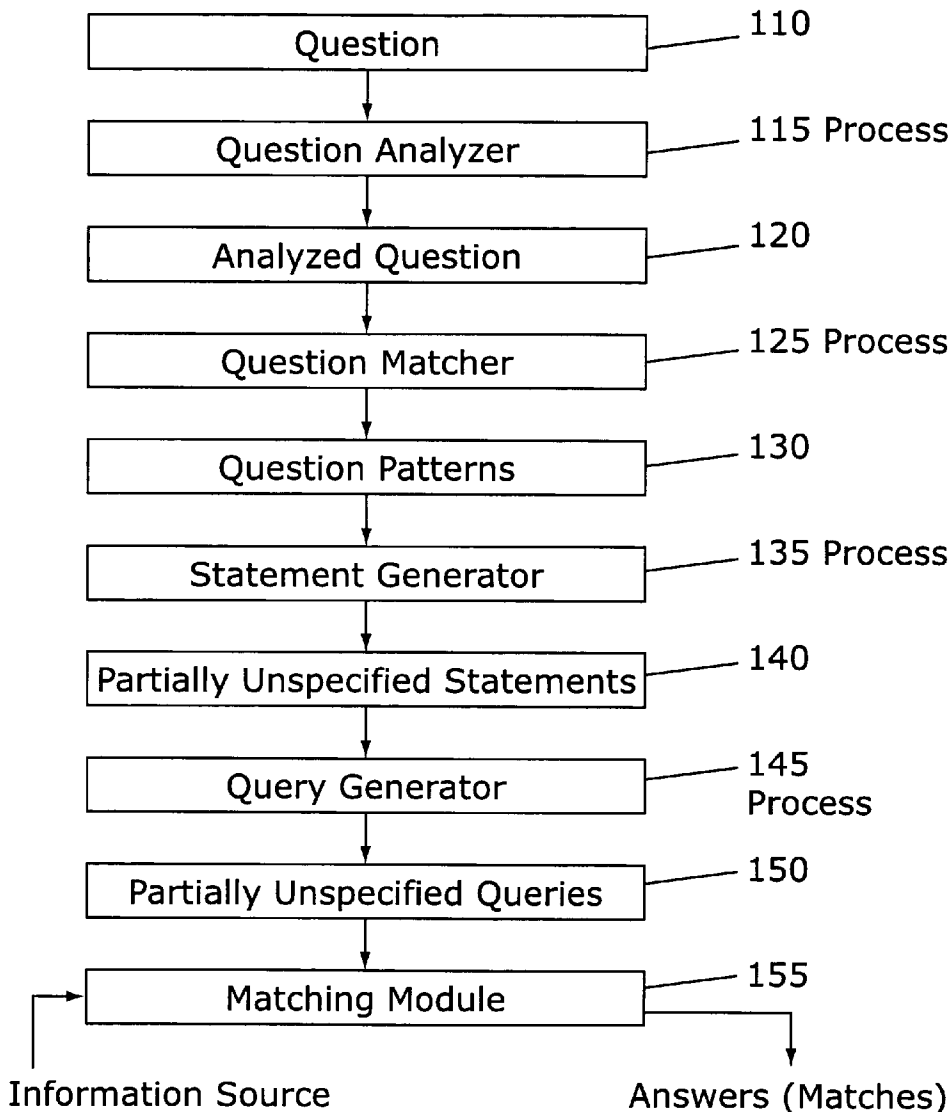 Question
110
Question Analyzer
115 Process
Analyzed Question
120
Question Matcher
125 Process
Question Patterns
130
Statement Generator
135 Process
Partially Unspecified Statements
140
Query Generator
145
Process
Partially Unspecified Queries
150
Matching Module
155
Information Source
Answers (Matches)